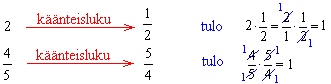 2 käänteisluku 1/2 tulo 2 · 1/2 = 2/1 · 1/2 = 1
4/5 käänteisluku 5/4 tulo 4/5 · 5/4 = 1